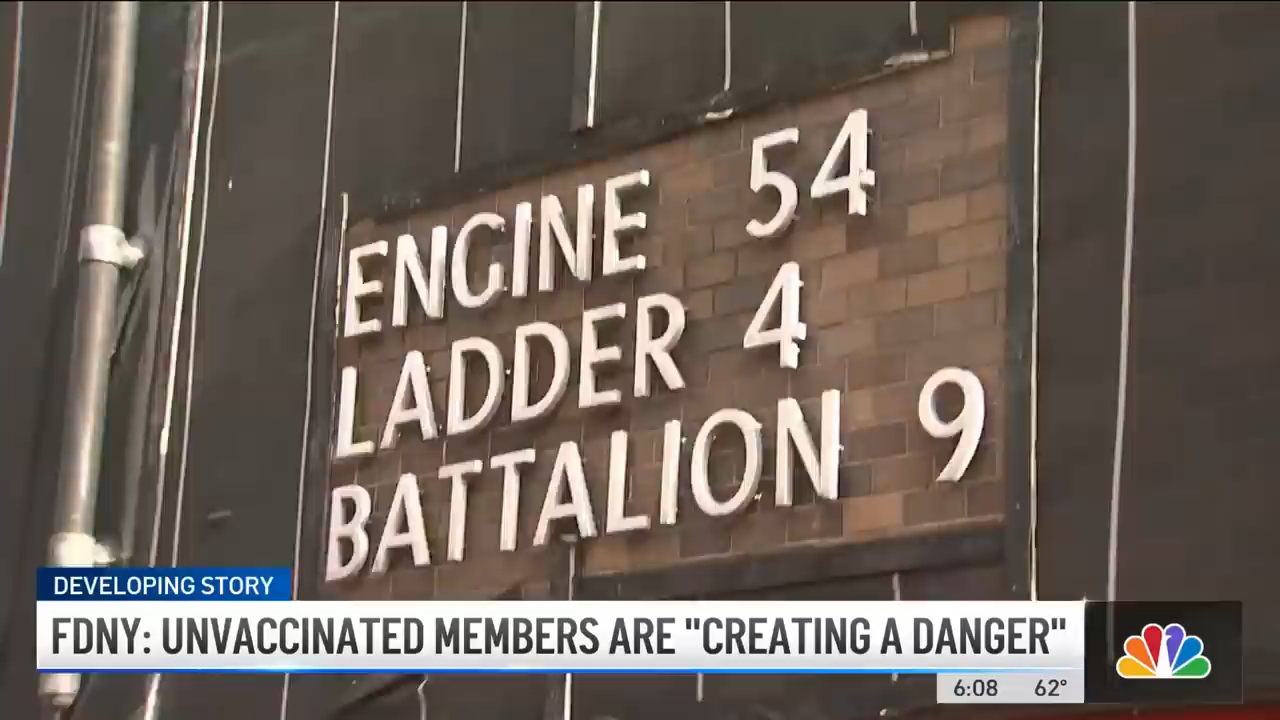 ENGINE 54
LADDER 4
BATTALION 9
DEVELOPING STORY
FDNY: UNVACCINATED MEMBERS ARE "CREATING A DANGER"
6:08 62°